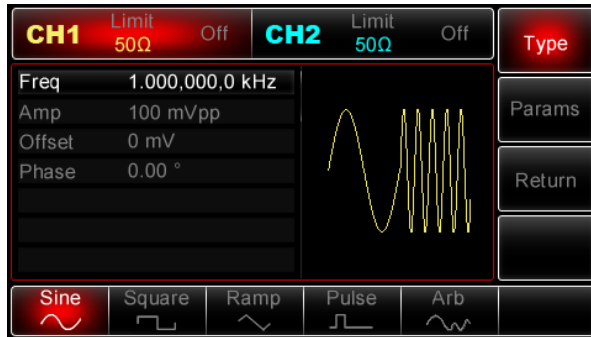 CH1 Limit Off CH2 Limit Off
50Ω 50Ω
Type
Freq 1.000,000,0 kHz
Amp 100 mVpp
Offset 0 mV
Phase 0.00 °
Params
Return
Sine Square Ramp Pulse Arb